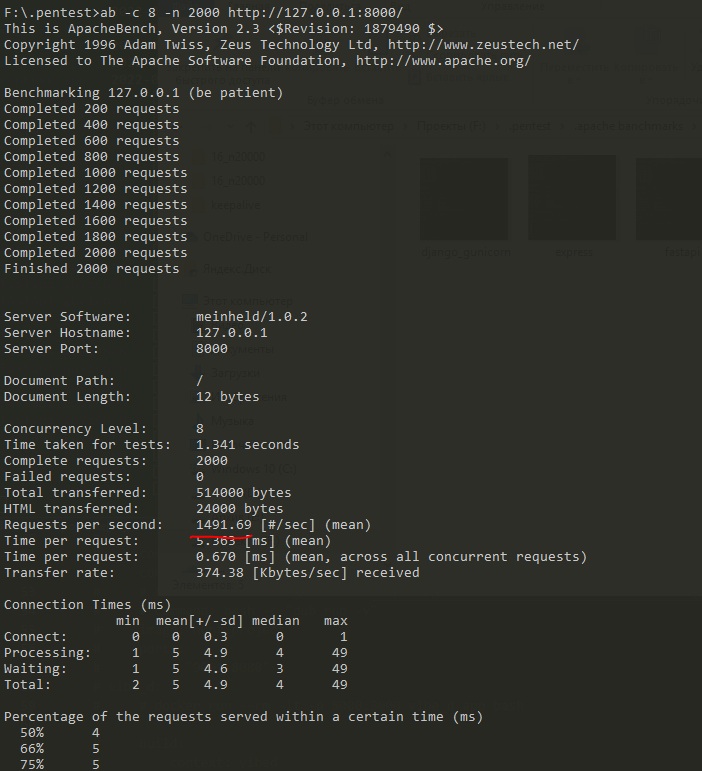 F:\.pentest>ab -c 8 -n 2000 http://127.0.0.1:8000/
This is ApacheBench, Version 2.3 <$Revision: 1879490 $>
Copyright 1996 Adam Twiss, Zeus Technology Ltd, http://www.zeustech.net/
Licensed to The Apache Software Foundation, http://www.apache.org/

Benchmarking 127.0.0.1 (be patient)
Completed 200 requests
Completed 400 requests
Completed 600 requests
Completed 800 requests
Completed 1000 requests
Completed 1200 requests
Completed 1400 requests
Completed 1600 requests
Completed 1800 requests
Completed 2000 requests
Finished 2000 requests

Server Software:        meinheld/1.0.2
Server Hostname:        127.0.0.1
Server Port:            8000

Document Path:          /
Document Length:        12 bytes

Concurrency Level:      8
Time taken for tests:   1.341 seconds
Complete requests:      2000
Failed requests:        0
Total transferred:      514000 bytes
HTML transferred:       24000 bytes
Requests per second:    1491.69 [#/sec] (mean)
Time per request:       5.363 [ms] (mean)
Time per request:       0.670 [ms] (mean, across all concurrent requests)
Transfer rate:          374.38 [Kbytes/sec] received

Connection Times (ms)
              min  mean[+/-sd] median   max
Connect:        0    0   0.3      0       1
Processing:     1    5   4.9      4      49
Waiting:        1    5   4.6      3      49
Total:          2    5   4.9      4      49

Percentage of the requests served within a certain time (ms)
  50%      4
  66%      5
  75%      5